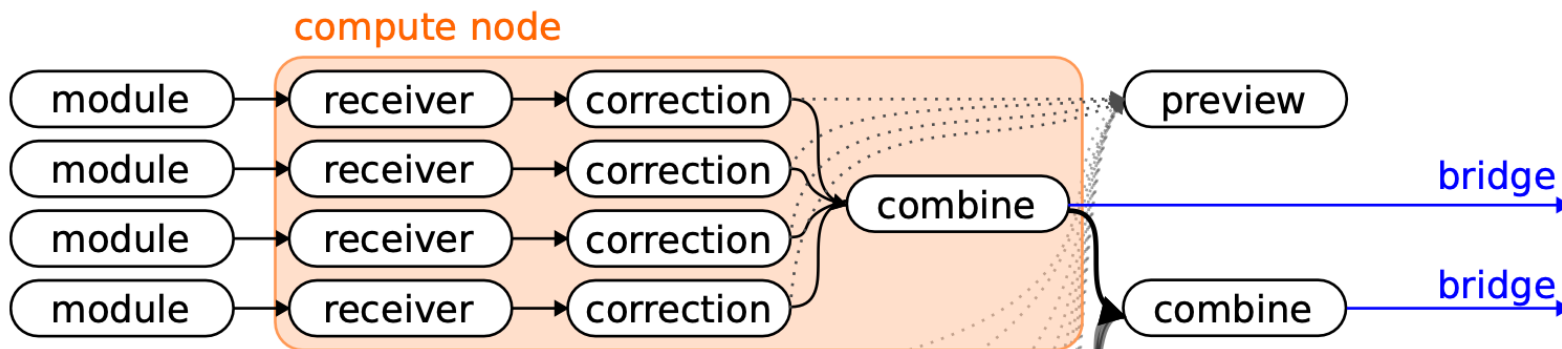 compute node
module receiver correction preview
module receiver correction bridge
combine
module receiver correction
bridge
module receiver correction combine